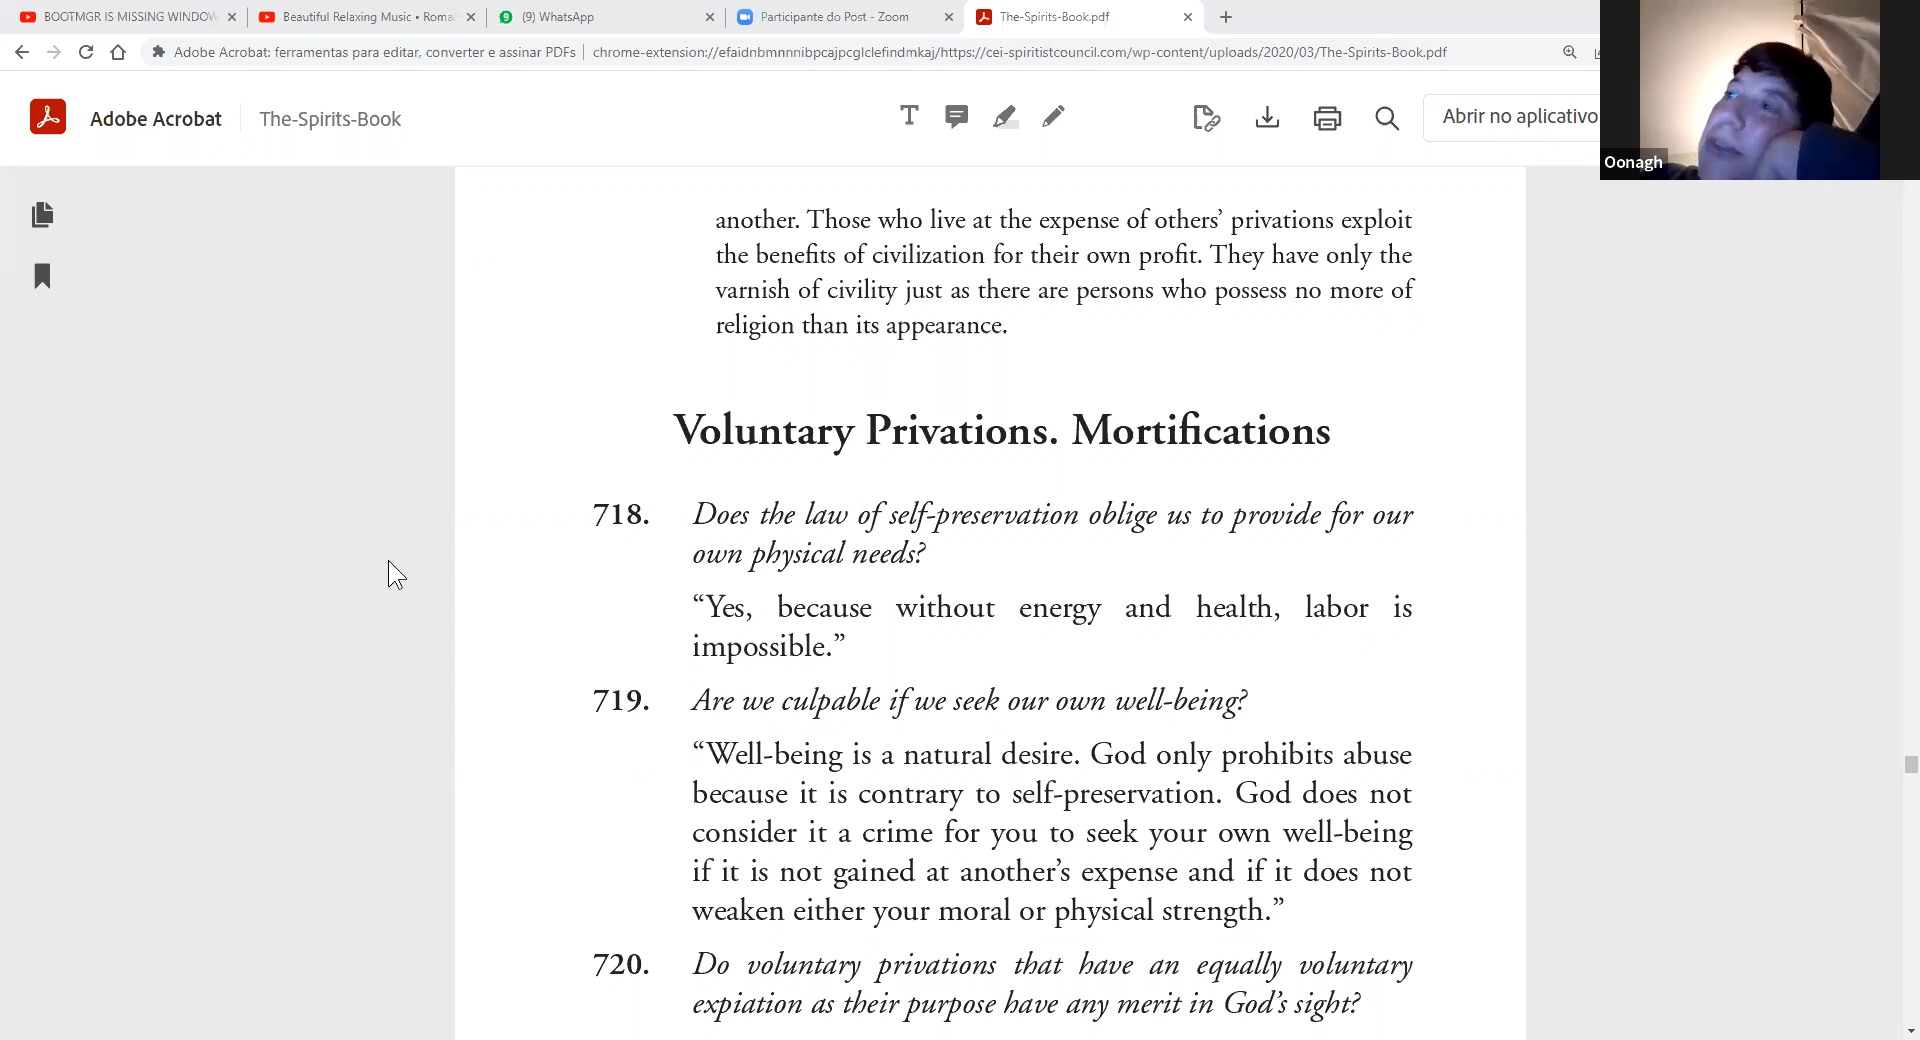 BOOTMGR IS MISSING WINDOW
Beautiful Relaxing Music • Roma
(9) WhatsApp
Participante do Post - Zoom
The-Spirits-Book.pdf
Adobe Acrobat: ferramentas para editar, converter e assinar PDFs
chrome-extension://efaidnbmnnnibpcajpcglclefindmkaj/https://cei-spiritistcouncil.com/wp-content/uploads/2020/03/The-Spirits-Book.pdf
Adobe Acrobat
The-Spirits-Book
Abrir no aplicativo
Oonagh
another. Those who live at the expense of others’ privations exploit
the benefits of civilization for their own profit. They have only the
varnish of civility just as there are persons who possess no more of
religion than its appearance.
Voluntary Privations. Mortifications
718. Does the law of self-preservation oblige us to provide for our
own physical needs?
“Yes, because without energy and health, labor is
impossible.”
719. Are we culpable if we seek our own well-being?
“Well-being is a natural desire. God only prohibits abuse
because it is contrary to self-preservation. God does not
consider it a crime for you to seek your own well-being
if it is not gained at another’s expense and if it does not
weaken either your moral or physical strength.”
720. Do voluntary privations that have an equally voluntary
expiation as their purpose have any merit in God’s sight?